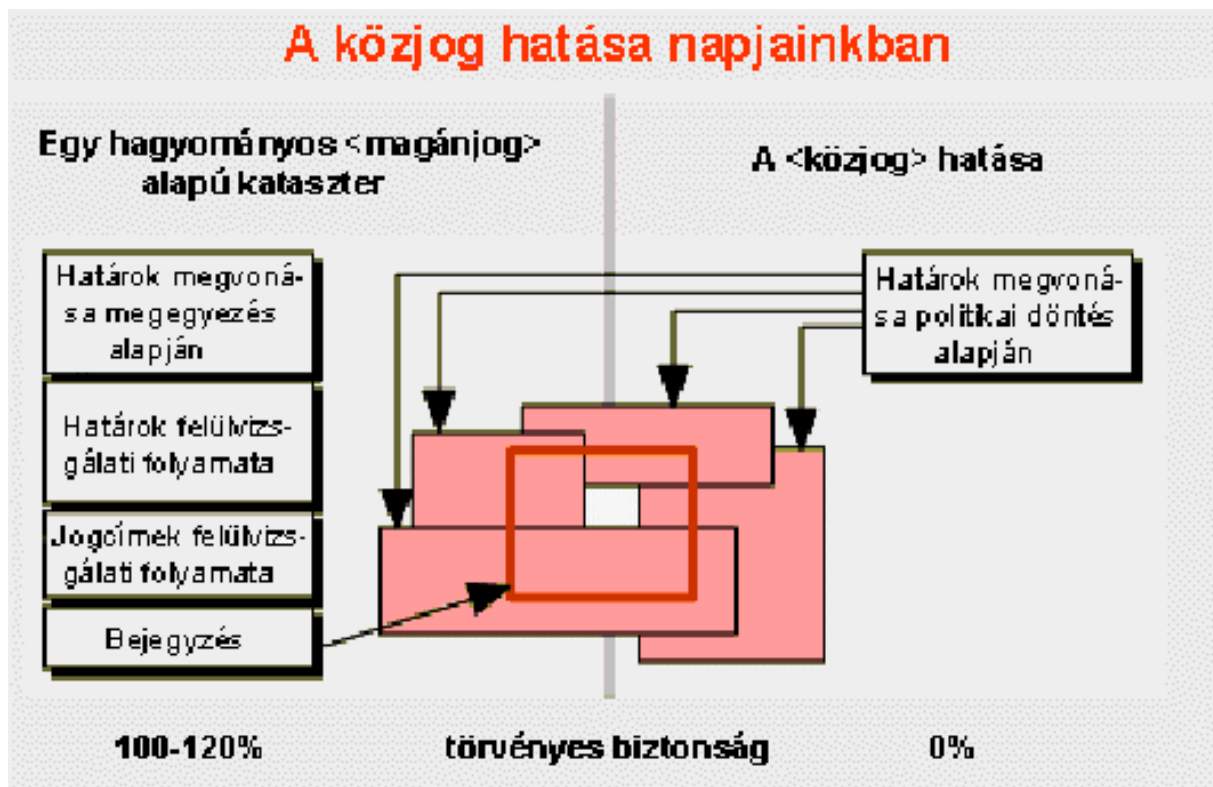 A közjog hatása napjainkban
Egy hagyományos <magánjog>
alapú kataszter
A <közjog> hatása
Határok megvoná-
sa megegyezés
alapján
Határok felülvizs-
gálati folyamata
Jogcímek felülvizs-
gálati folyamata
Bejegyzés
Határok megvoná-
sa politikai döntés
alapján
100-120%
törvényes biztonság
0%